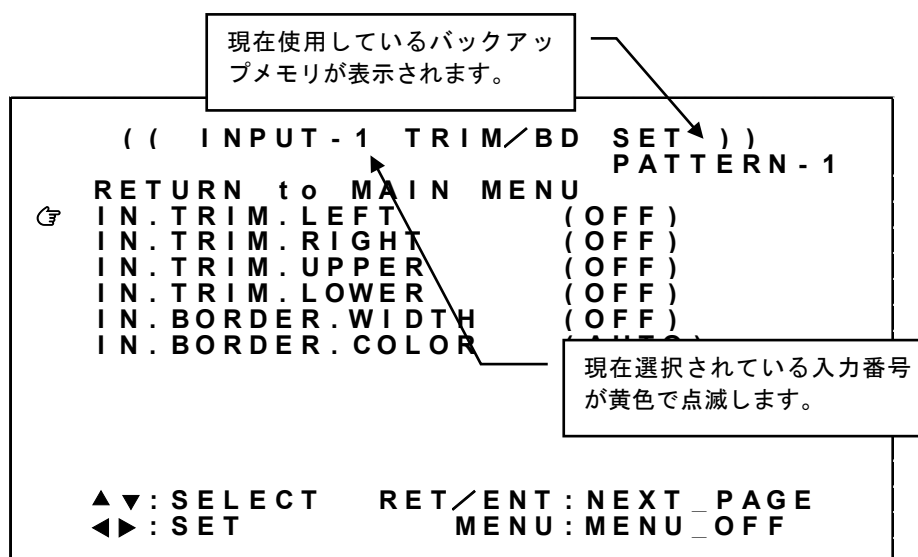 現在使用しているバックアッ
プメモリが表示されます。
(( INPUT-1 TRIM/BD SET ))
PATTERN-1
RETURN to MAIN MENU
☞ IN.TRIM.LEFT (OFF)
IN.TRIM.RIGHT (OFF)
IN.TRIM.UPPER (OFF)
IN.TRIM.LOWER (OFF)
IN.BORDER.WIDTH (OFF)
IN.BORDER.COLOR
現在選択されている入力番号
が黄色で点滅します。
▲▼:SELECT RET/ENT:NEXT_PAGE
◀▶:SET MENU:MENU_OFF